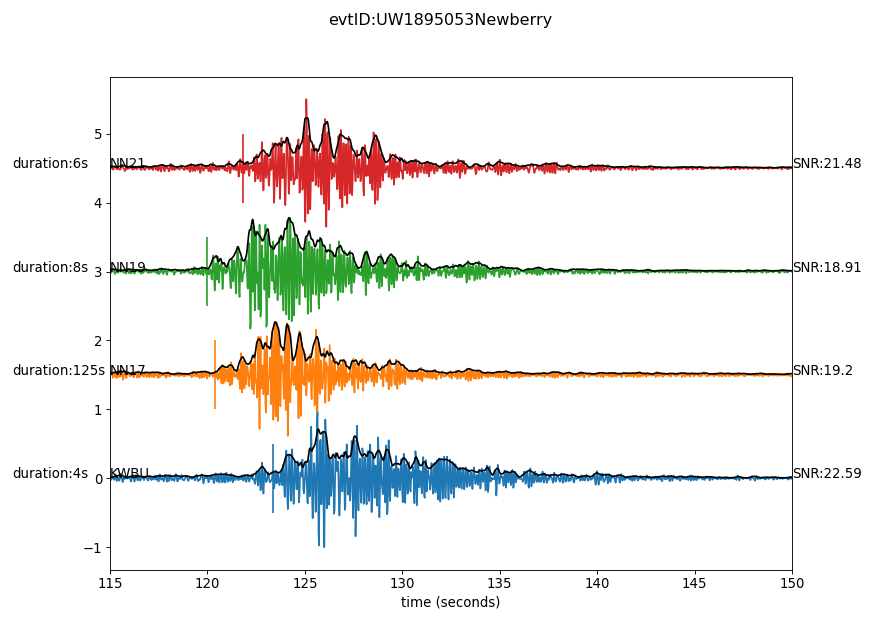 evtID:UW1895053Newberry
duration:6s NN21 SNR:21.48
duration:8s NN19 SNR:18.91
duration:125s NN17 SNR:19.2
duration:4s KWBU SNR:22.59
5
4
3
2
1
0
−1
115 120 125 130 135 140 145 150
time (seconds)